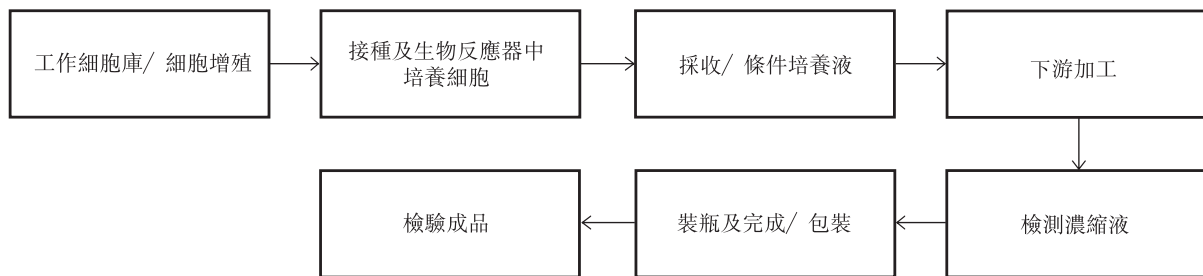 工作細胞庫/ 細胞增殖
接種及生物反應器中
培養細胞
採收/ 條件培養液
下游加工
檢測濃縮液
裝瓶及完成/ 包裝
檢驗成品